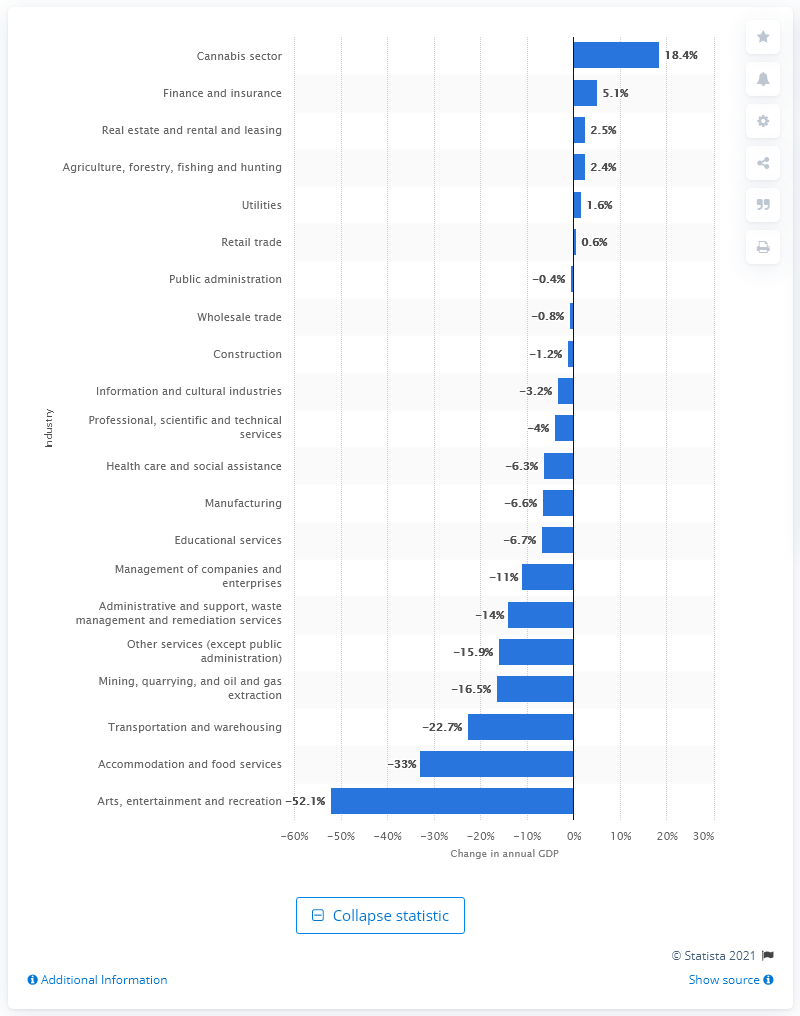 Cannabis sector 18.4%
Finance and insurance 5.1%
Real estate and rental and leasing 2.5%
Agriculture, forestry, fishing and hunting 2.4%
Utilities 1.6%
Retail trade 0.6%
Public administration −0.4%
Wholesale trade −0.8%
Construction −1.2%
Information and cultural industries −3.2%
Professional, scientific and technical
services −4%
Health care and social assistance −6.3%
Manufacturing −6.6%
Educational services −6.7%
Management of companies and
enterprises −11%
Administrative and support, waste
management and remediation services −14%
Other services (except public
administration) −15.9%
Mining, quarrying, and oil and gas
extraction −16.5%
Transportation and warehousing −22.7%
Accommodation and food services −33%
Arts, entertainment and recreation −52.1%
Industry
−60% −50% −40% −30% −20% −10% 0% 10% 20% 30%
Change in annual GDP
Collapse statistic
© Statista 2021
Additional Information Show source